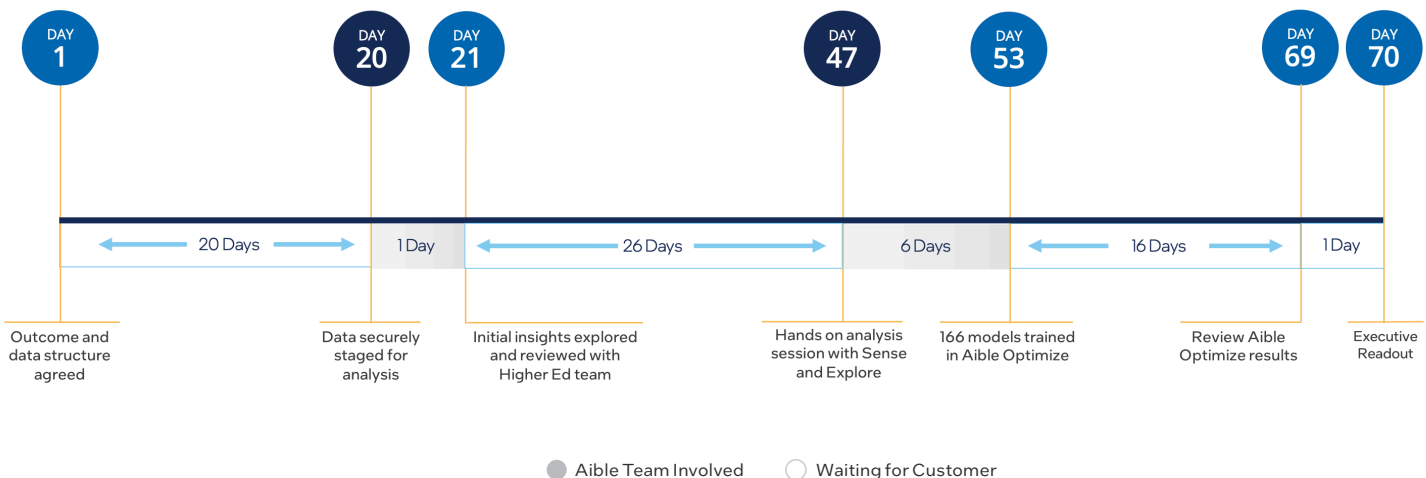 DAY
1
DAY
20
DAY
21
DAY
47
DAY
53
DAY
69
DAY
70
20 Days
1 Day
26 Days
6 Days
16 Days
1 Day
Outcome and
data structure
agreed
Data securely
staged for
analysis
Initial insights explored
and reviewed with
Higher Ed team
Hands on analysis
session with Sense
and Explore
166 models trained
in Aible Optimize
Review Aible
Optimize results
Executive
Readout
Aible Team Involved
Waiting for Customer